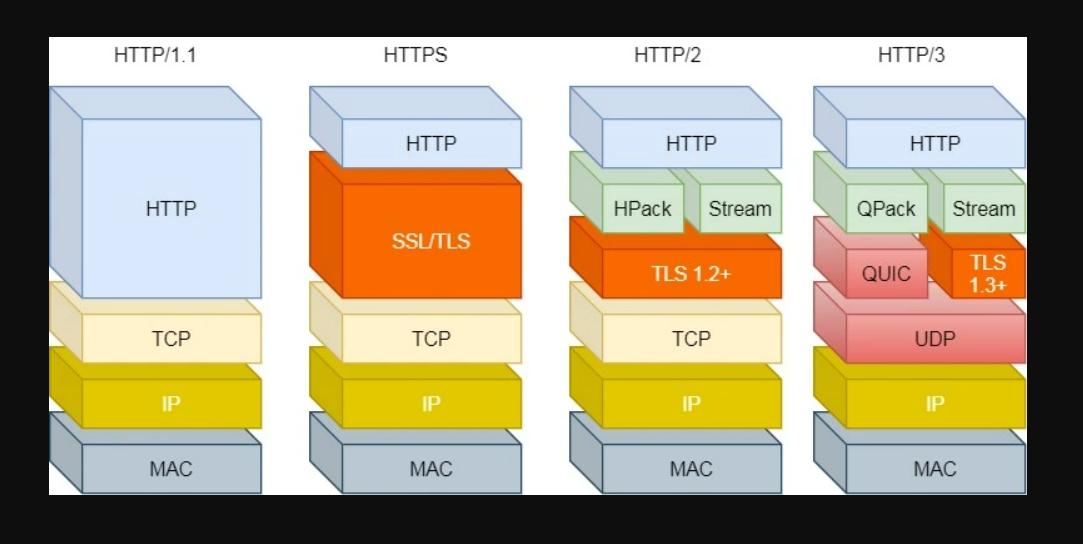 HTTP/1.1
HTTPS
HTTP/2
HTTP/3
HTTP
TCP
IP
MAC
HTTP
SSL/TLS
TCP
IP
MAC
HTTP
HPack
Stream
TLS 1.2+
TCP
IP
MAC
HTTP
QPack
Stream
QUIC
TLS
1.3+
UDP
IP
MAC